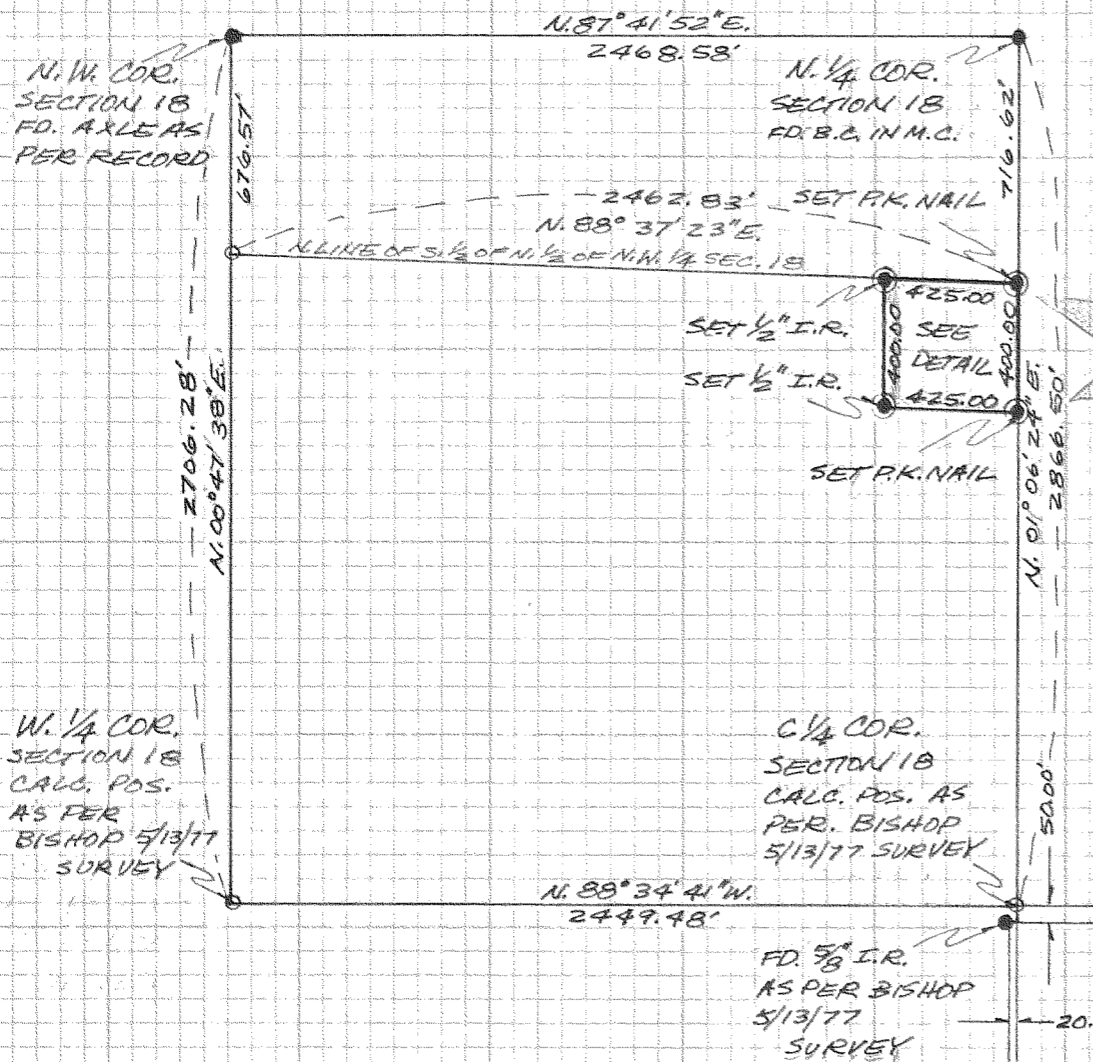 N. 87° 41' 52" E.
2468.58'
N.W. COR.
SECTION 18
FD. AXLE AS
PER RECORD
N. 1/4 COR.
SECTION 18
FD. B.C. IN M.C.
676.57'
716.62'
2462.83'
SET P.K. NAIL
N. 88° 37' 23" E.
N. LINE OF S. 1/2 OF N. 1/2 OF N.W. 1/4 SEC. 18
425.00
SET 1/2" I.R.
400.00
SEE
DETAIL
400.00
SET 1/2" I.R.
425.00
SET P.K. NAIL
2706.28'
N. 00° 47' 38" E.
N. 01° 06' 24" E.
2866.50'
W. 1/4 COR.
SECTION 18
CALC. POS.
AS PER
BISHOP 5/13/77
SURVEY
C 1/4 COR.
SECTION 18
CALC. POS. AS
PER. BISHOP
5/13/77 SURVEY
50.00'
N. 88° 34' 41" W.
2449.48'
FD. 5/8" I.R.
AS PER BISHOP
5/13/77
SURVEY
20.